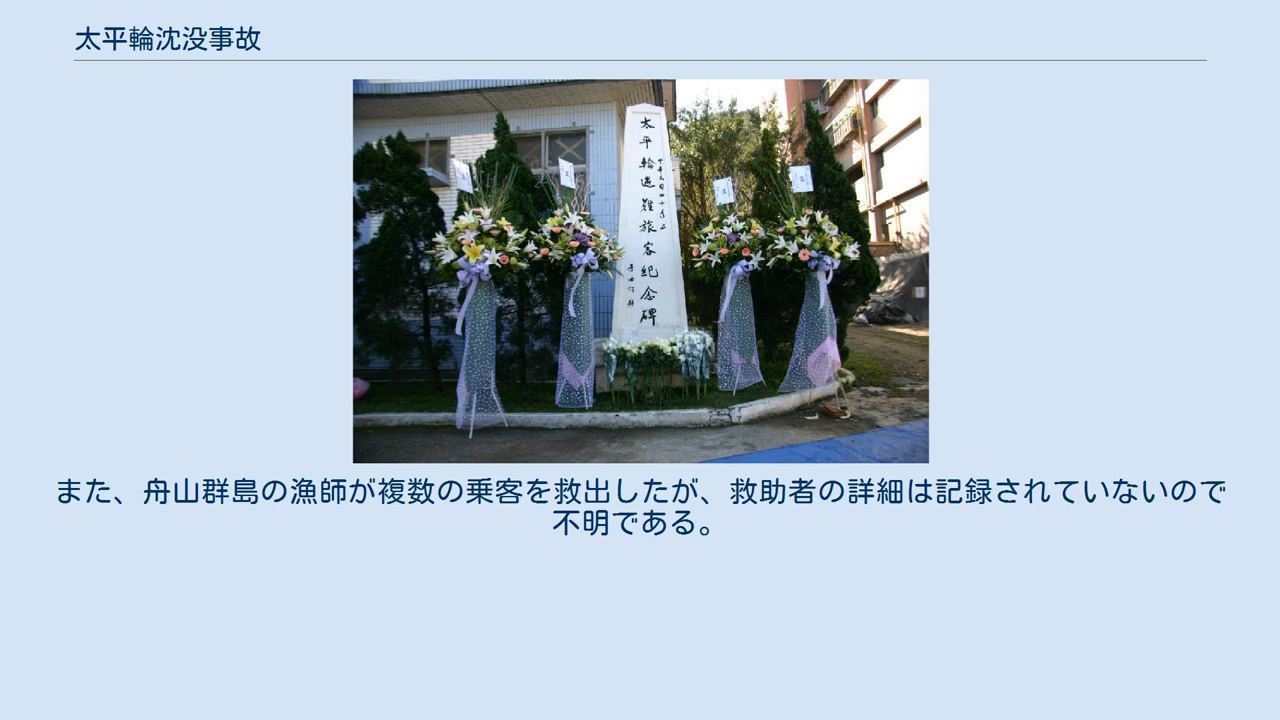 太平輪沈没事故
太平輪遇難旅客紀念碑
また、舟山群島の漁師が複数の乗客を救出したが、救助者の詳細は記録されていないので
不明である。